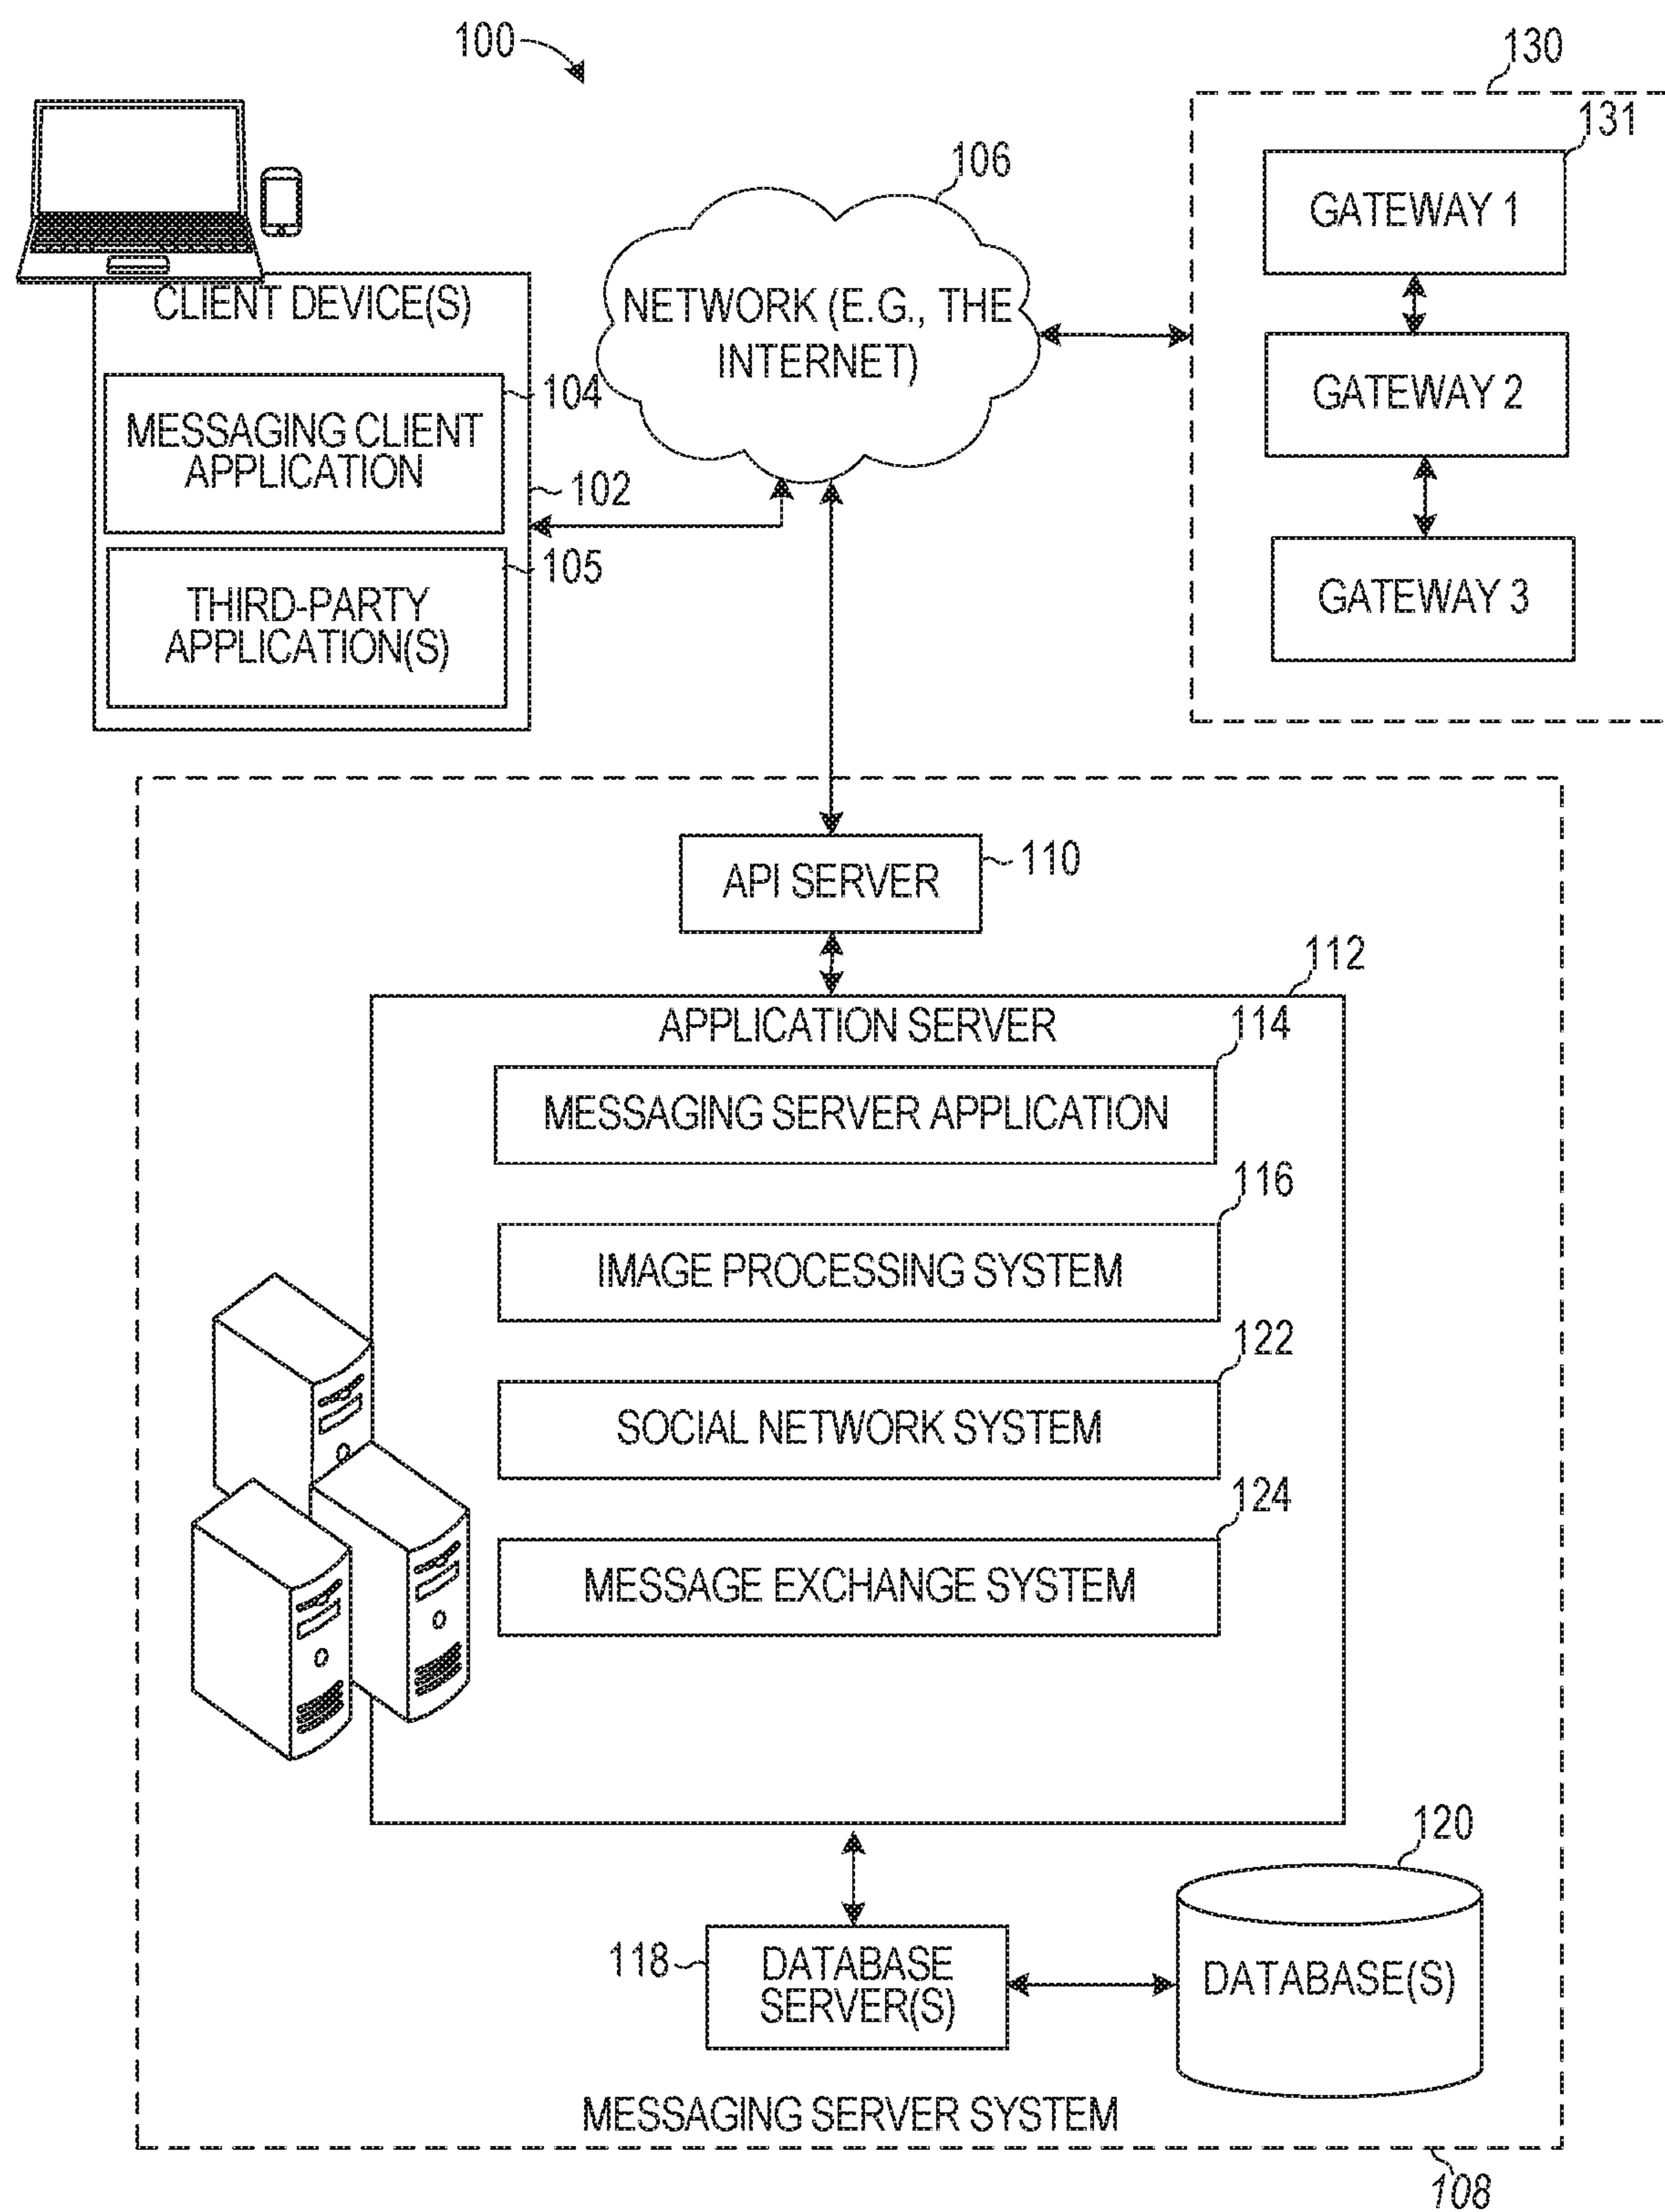 100
130
131
GATEWAY 1
106
NETWORK (E.G., THE
INTERNET)
CLIENT DEVICE(S)
104
MESSAGING CLIENT
APPLICATION
GATEWAY 2
102
105
THIRD-PARTY
APPLICATION(S)
GATEWAY 3
API SERVER
110
112
APPLICATION SERVER
114
MESSAGING SERVER APPLICATION
116
IMAGE PROCESSING SYSTEM
122
SOCIAL NETWORK SYSTEM
124
MESSAGE EXCHANGE SYSTEM
120
118
DATABASE
SERVER(S)
DATABASE(S)
MESSAGING SERVER SYSTEM
108